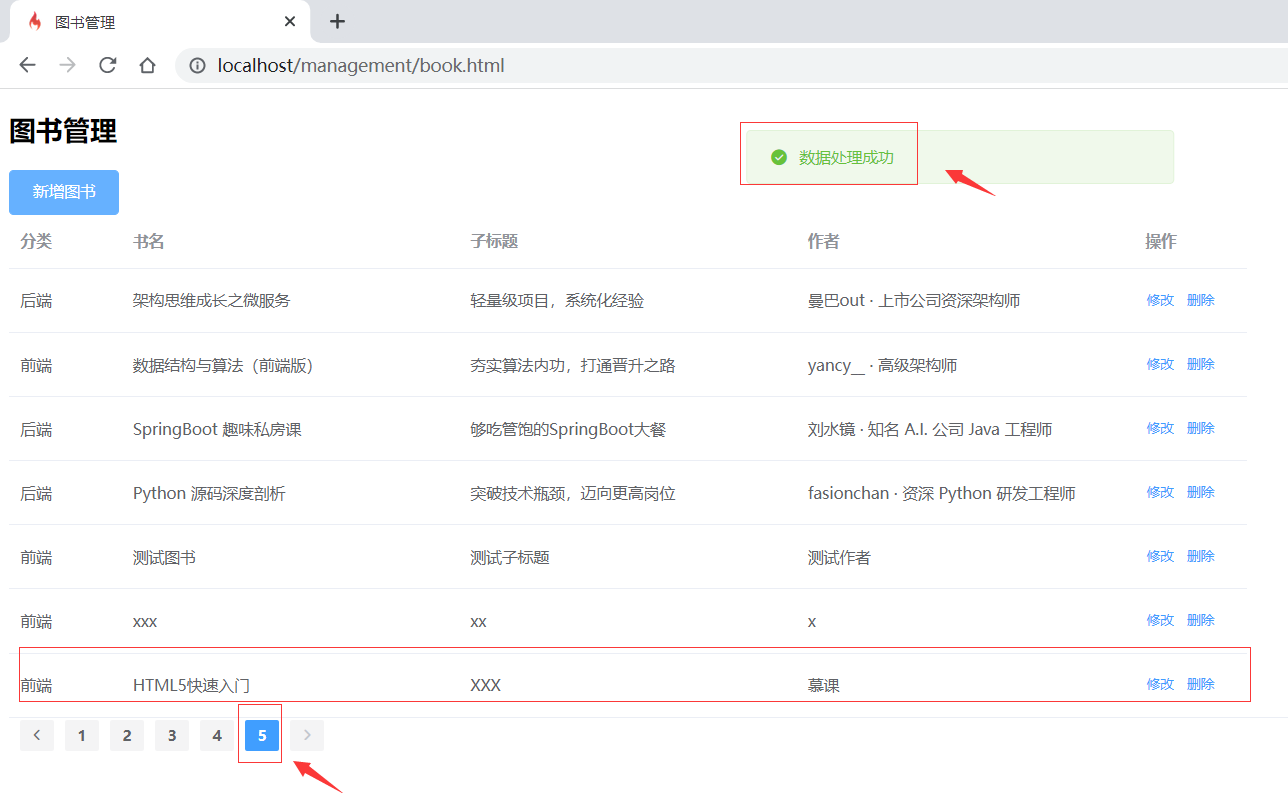 图书管理
localhost/management/book.html
图书管理
数据处理成功
新增图书
分类 书名 子标题 作者 操作
后端 架构思维成长之微服务 轻量级项目，系统化经验 曼巴out · 上市公司资深架构师 修改 删除
前端 数据结构与算法（前端版） 夯实算法内功，打通晋升之路 yancy__ · 高级架构师 修改 删除
后端 SpringBoot 趣味私房课 够吃管饱的SpringBoot大餐 刘水镜 · 知名 A.I. 公司 Java 工程师 修改 删除
后端 Python 源码深度剖析 突破技术瓶颈，迈向更高岗位 fasionchan · 资深 Python 研发工程师 修改 删除
前端 测试图书 测试子标题 测试作者 修改 删除
前端 xxx xx x 修改 删除
前端 HTML5快速入门 XXX 慕课 修改 删除
1 2 3 4 5